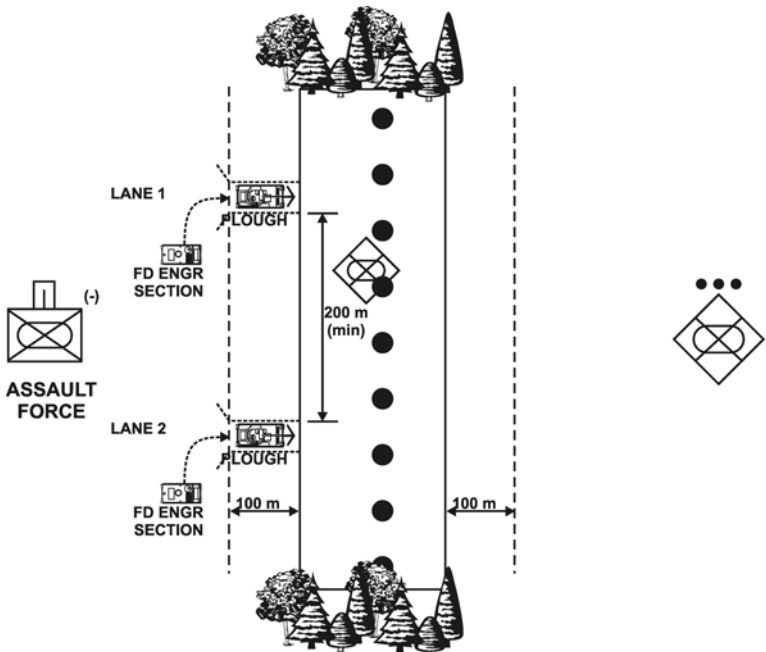 LANE 1
PLOUGH
FD ENGR
SECTION
(-)
200 m
(min)
ASSAULT
FORCE
LANE 2
PLOUGH
FD ENGR
SECTION
100 m
100 m